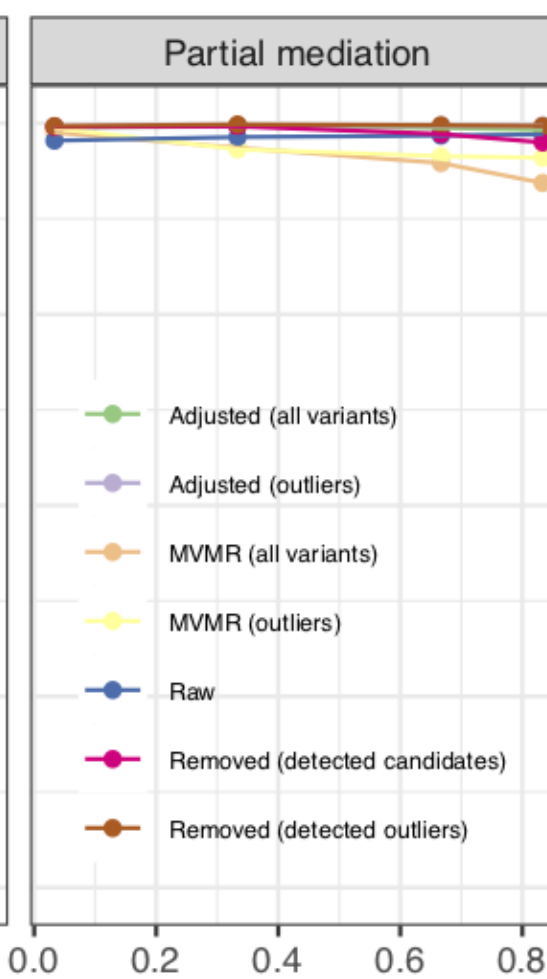 Partial mediation
Adjusted (all variants)
Adjusted (outliers)
MVMR (all variants)
MVMR (outliers)
Raw
Removed (detected candidates)
Removed (detected outliers)
0.0 0.2 0.4 0.6 0.8